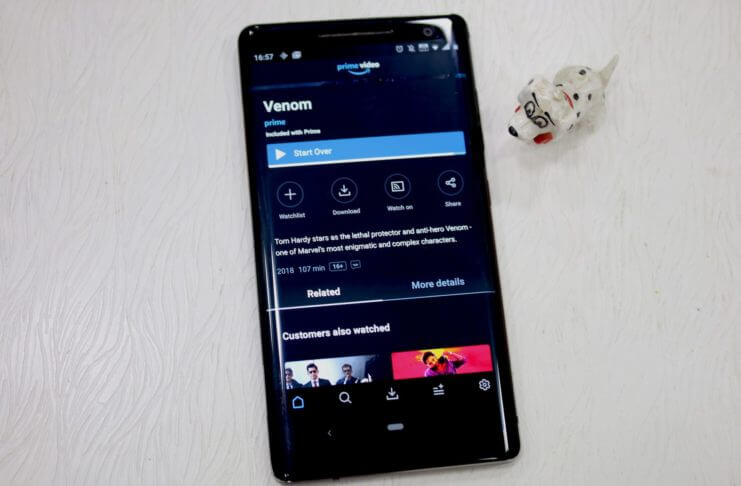 16:57
prime video
Venom
prime
Included with Prime
Start Over
Watchlist Download Watch on Share
Tom Hardy stars as the lethal protector and anti-hero Venom -
one of Marvel's most enigmatic and complex characters.
2018 107 min 16+
Related More details
Customers also watched